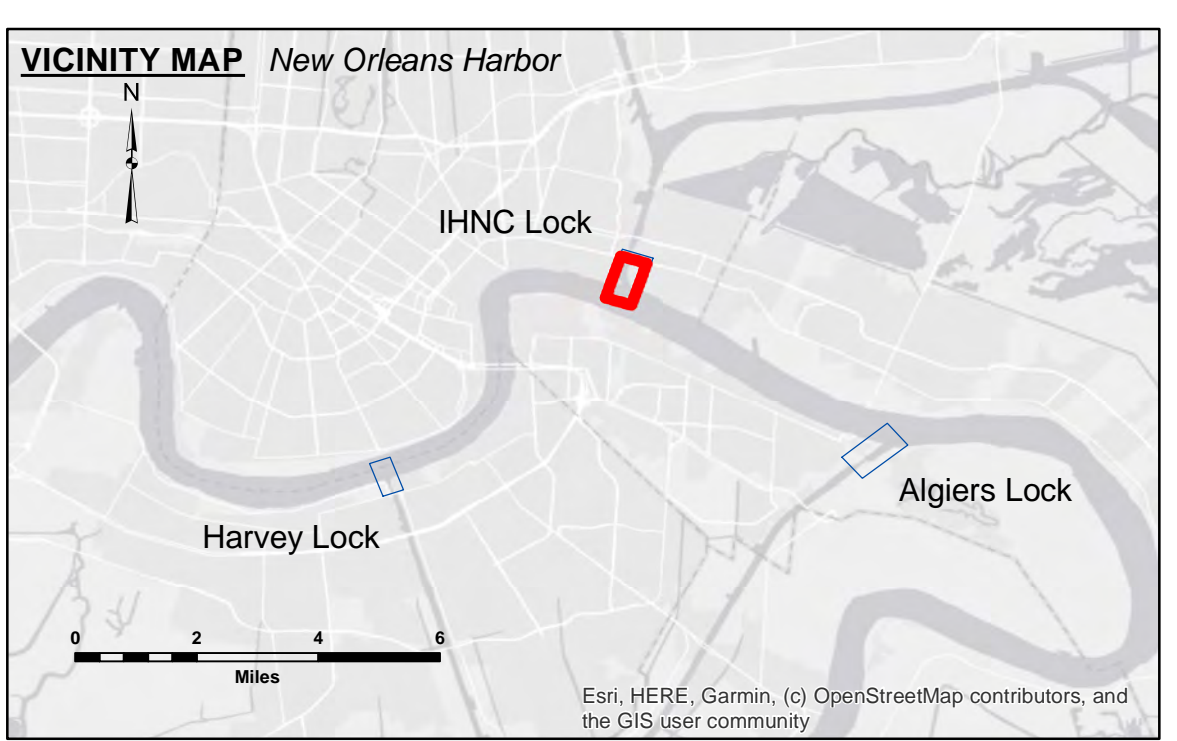 VICINITY MAP New Orleans Harbor
N
IHNC Lock
Algiers Lock
Harvey Lock
0 2 4 6
Miles
Esri, HERE, Garmin, (c) OpenStreetMap contributors, and
the GIS user community